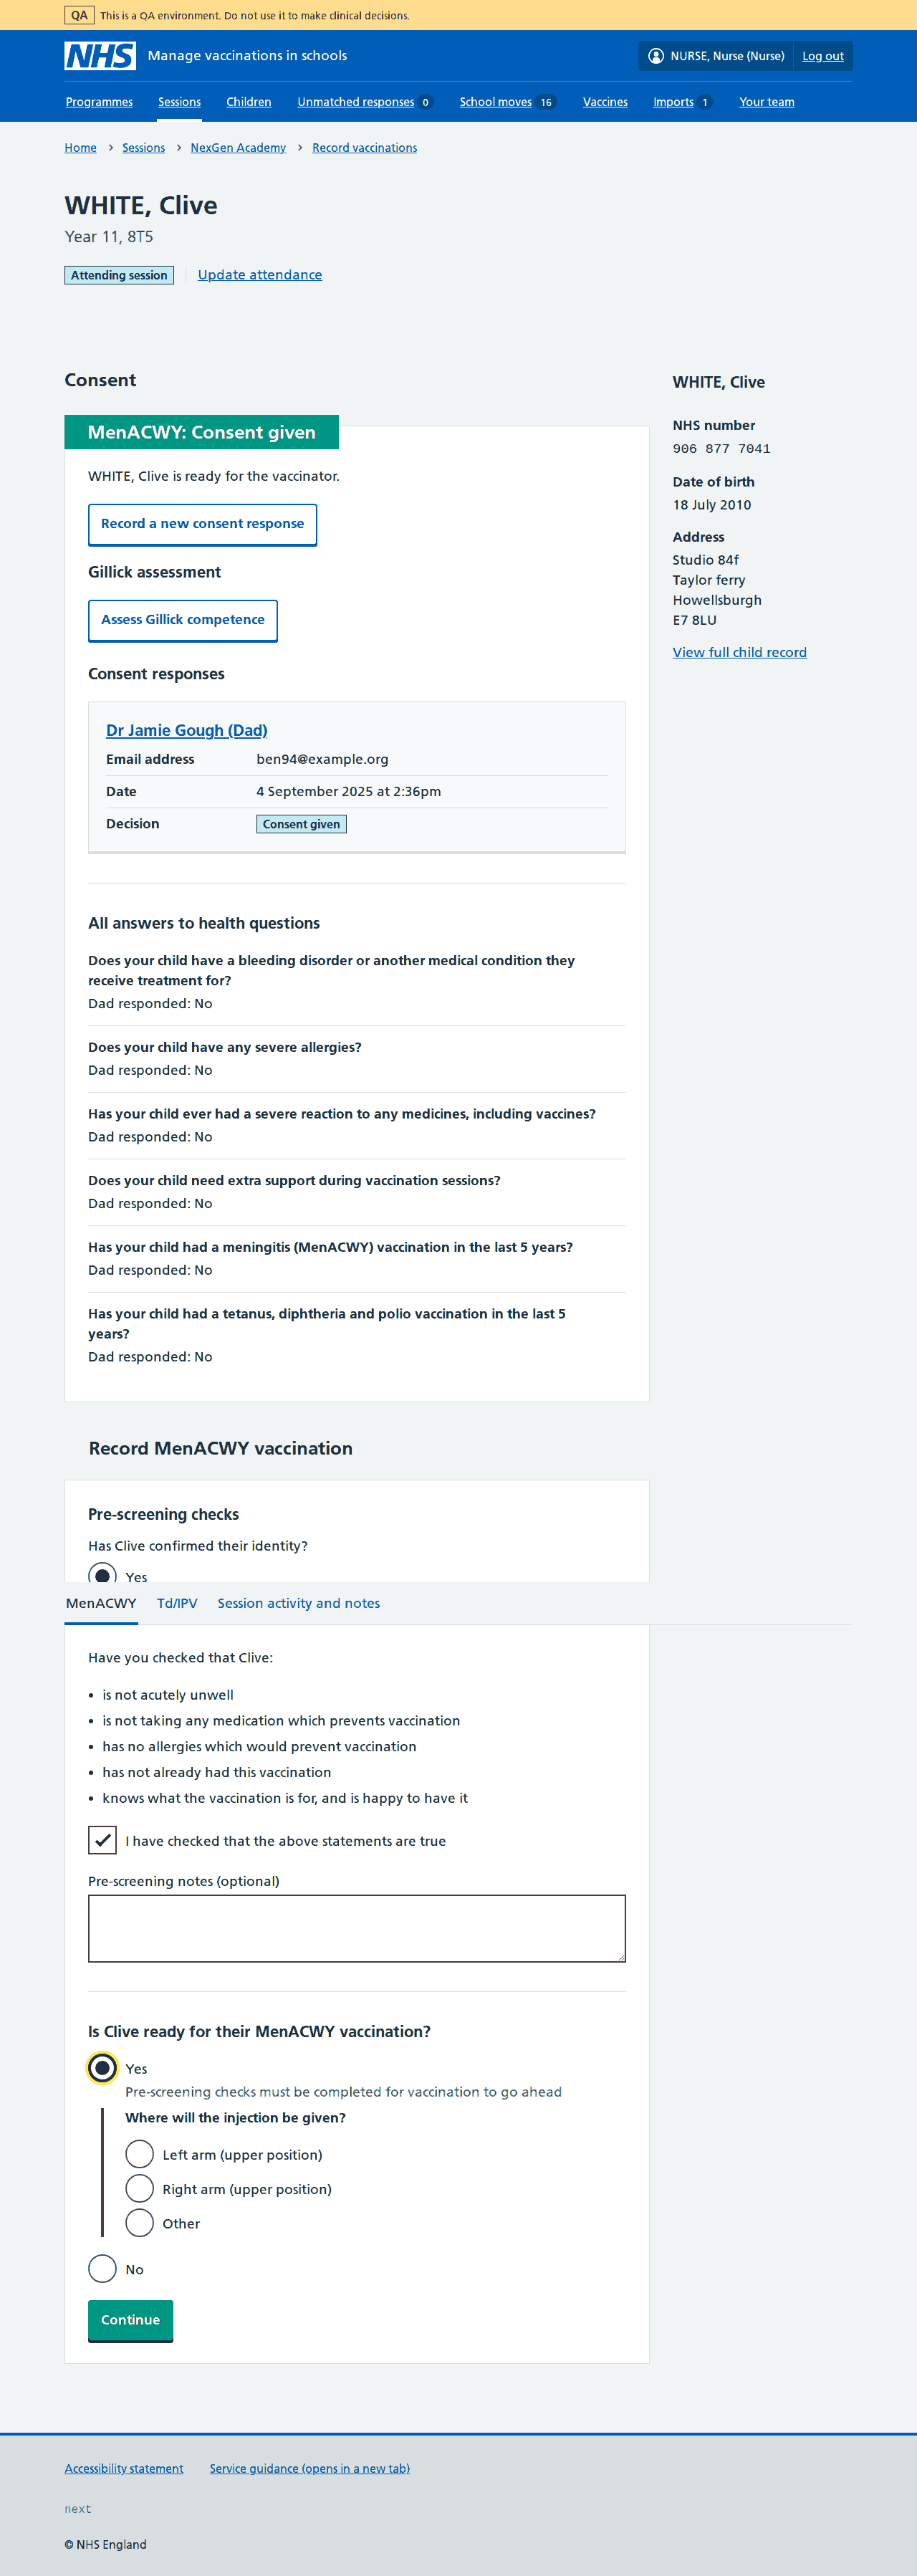 QA This is a QA environment. Do not use it to make clinical decisions.
NHS Manage vaccinations in schools NURSE, Nurse (Nurse) Log out
Programmes Sessions Children Unmatched responses 0 School moves 16 Vaccines Imports 1 Your team
Home > Sessions > NexGen Academy > Record vaccinations
WHITE, Clive
Year 11, 8T5
Attending session Update attendance
Consent
MenACWY: Consent given
WHITE, Clive is ready for the vaccinator.
Record a new consent response
Gillick assessment
Assess Gillick competence
Consent responses
Dr Jamie Gough (Dad)
Email address ben94@example.org
Date 4 September 2025 at 2:36pm
Decision Consent given
All answers to health questions
Does your child have a bleeding disorder or another medical condition they
receive treatment for?
Dad responded: No
Does your child have any severe allergies?
Dad responded: No
Has your child ever had a severe reaction to any medicines, including vaccines?
Dad responded: No
Does your child need extra support during vaccination sessions?
Dad responded: No
Has your child had a meningitis (MenACWY) vaccination in the last 5 years?
Dad responded: No
Has your child had a tetanus, diphtheria and polio vaccination in the last 5
years?
Dad responded: No
WHITE, Clive
NHS number
906 877 7041
Date of birth
18 July 2010
Address
Studio 84f
Taylor ferry
Howellsburgh
E7 8LU
View full child record
Record MenACWY vaccination
Pre-screening checks
Has Clive confirmed their identity?
Yes
MenACWY Td/IPV Session activity and notes
Have you checked that Clive:
• is not acutely unwell
• is not taking any medication which prevents vaccination
• has no allergies which would prevent vaccination
• has not already had this vaccination
• knows what the vaccination is for, and is happy to have it
I have checked that the above statements are true
Pre-screening notes (optional)
Is Clive ready for their MenACWY vaccination?
Yes
Pre-screening checks must be completed for vaccination to go ahead
Where will the injection be given?
Left arm (upper position)
Right arm (upper position)
Other
No
Continue
Accessibility statement Service guidance (opens in a new tab)
next
© NHS England